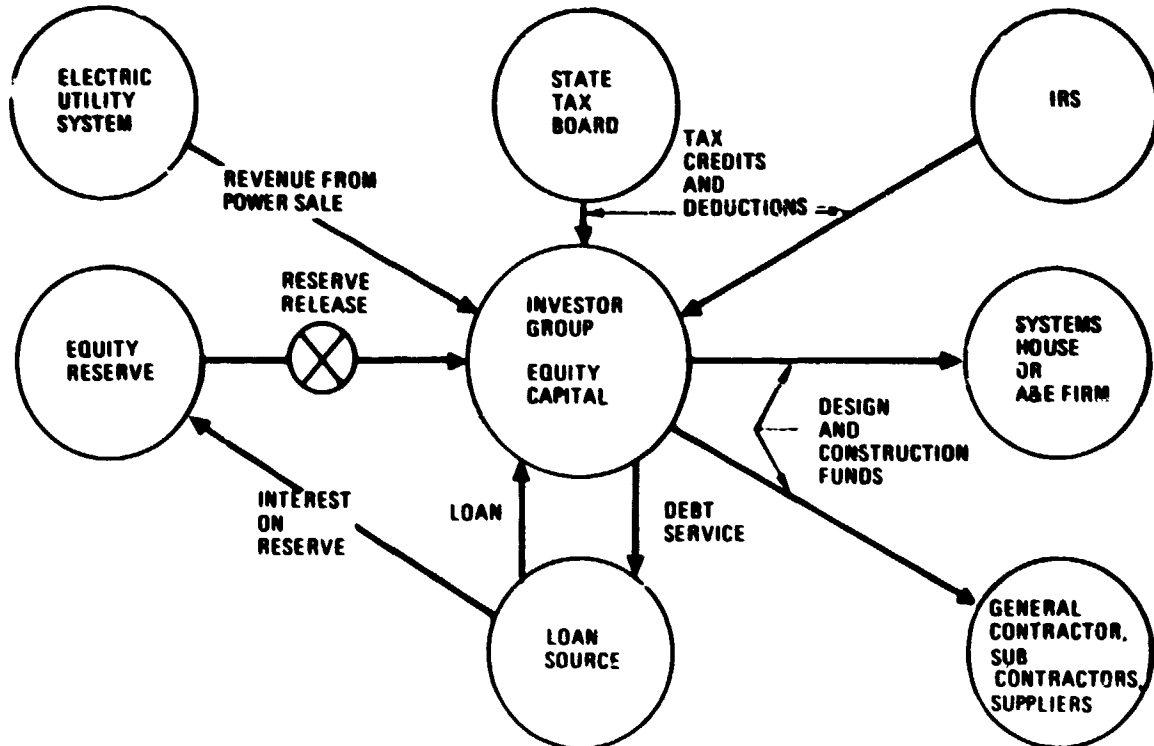 ELECTRIC
UTILITY
SYSTEM
STATE
TAX
BOARD
IRS
TAX
CREDITS
AND
DEDUCTIONS
REVENUE FROM
POWER SALE
RESERVE
RELEASE
EQUITY
RESERVE
INVESTOR
GROUP
EQUITY
CAPITAL
SYSTEMS
HOUSE
OR
A&E FIRM
DESIGN
AND
CONSTRUCTION
FUNDS
INTEREST
ON
RESERVE
LOAN
DEBT
SERVICE
LOAN
SOURCE
GENERAL
CONTRACTOR,
SUB
CONTRACTORS,
SUPPLIERS